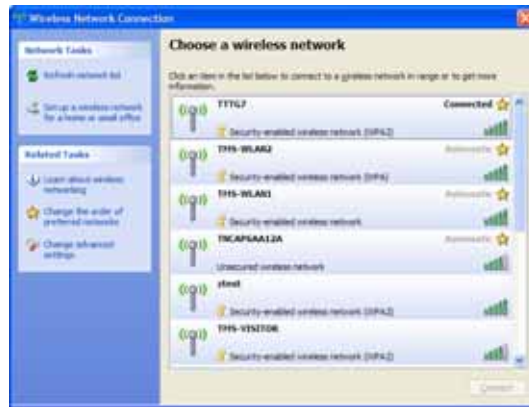 Wireless Network Connection
Network Tasks
Refresh network list
Set up a wireless network
for a home or small office
Related Tasks
Learn about wireless
networking
Change the order of
preferred networks
Change advanced
settings
Choose a wireless network
Click an item in the list below to connect to a wireless network in range or to get more
information.
TTTG7
Connected
Security-enabled wireless network (WPA2)
TMS-WLAN2
Automatic
Security-enabled wireless network (WPA)
TMS-WLAN1
Automatic
Security-enabled wireless network
Automatic
Unsecured wireless network
ztest
Security-enabled wireless network (WPA2)
TMS-VISITOR
Security-enabled wireless network (WPA2)
Connect